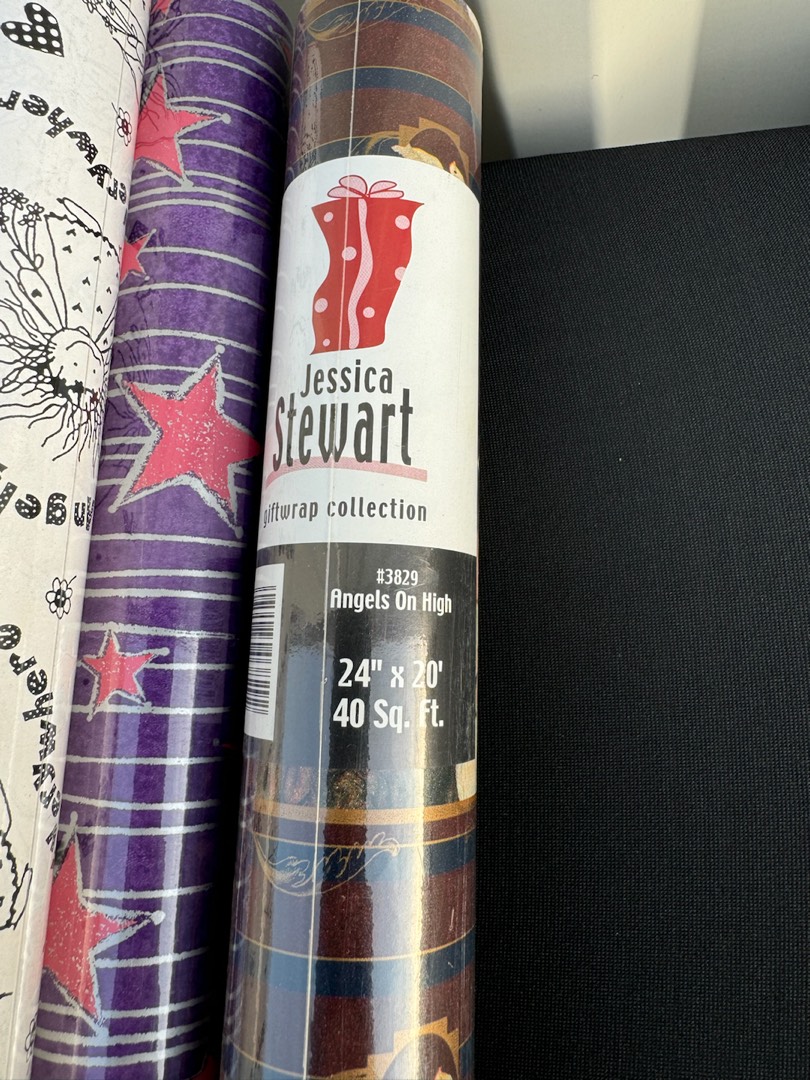 Jessica
Stewart
giftwrap collection
#3829
Angels On High
24" x 20'
40 Sq. Ft.